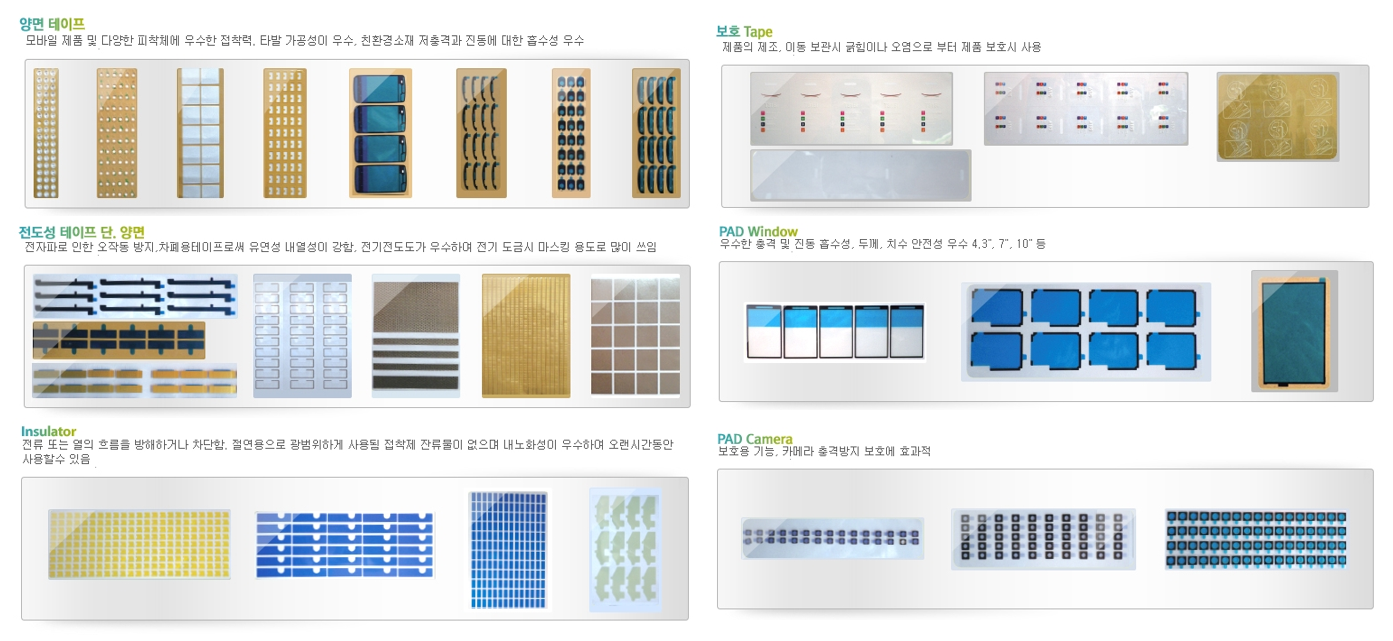 양면 테이프
모바일 제품 및 다양한 피착체에 우수한 접착력, 타발 가공성이 우수, 친환경소재 저충격과 진동에 대한 흡수성 우수
전도성 테이프 단, 양면
전자파로 인한 오작동 방지,차폐용테이프로써 유연성 내열성이 강함, 전기전도도가 우수하며 전기 도금시 마스킹 용도로 많이 쓰임
Insulator
전류 또는 열의 흐름을 방해하거나 차단함, 절연용으로 광범위하게 사용됨 접착제 잔류물이 없으며 내노화성이 우수하며 오랜시간동안
사용할수 있음
보호 Tape
제품의 제조, 이동 보관시 긁힘이나 오염으로 부터 제품 보호시 사용
PAD Window
우수한 충격 및 진동 흡수성, 두께, 치수 안전성 우수 4,3", 7", 10" 등
PAD Camera
보호용 기능, 카메라 충격방지 보호에 효과적